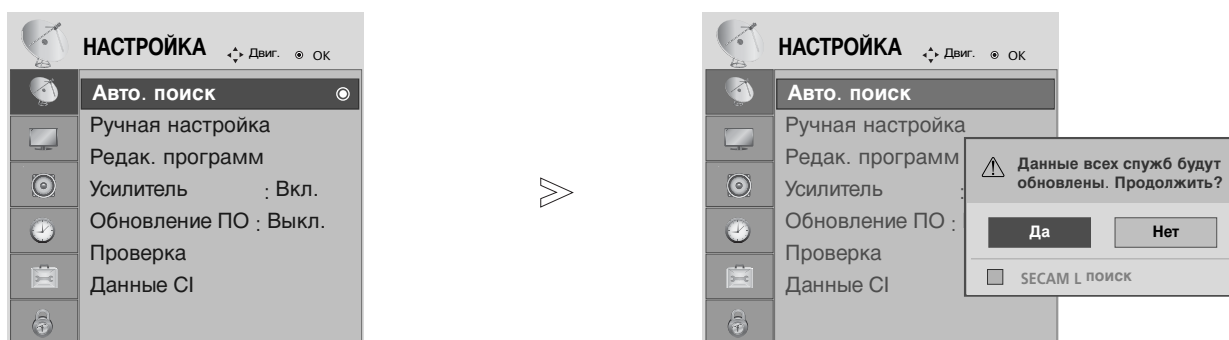 НАСТРОЙКА Двиг. ОК
Авто. поиск
Ручная настройка
Редак. программ
Усилитель : Вкл.
Обновление ПО : Выкл.
Проверка
Данные CI
НАСТРОЙКА Двиг. ОК
Авто. поиск
Ручная настройка
Редак. программ
Усилитель :
Обновление ПО :
Проверка
Данные CI
Данные всех служб будут
обновлены. Продолжить?
Да Нет
SECAM L поиск